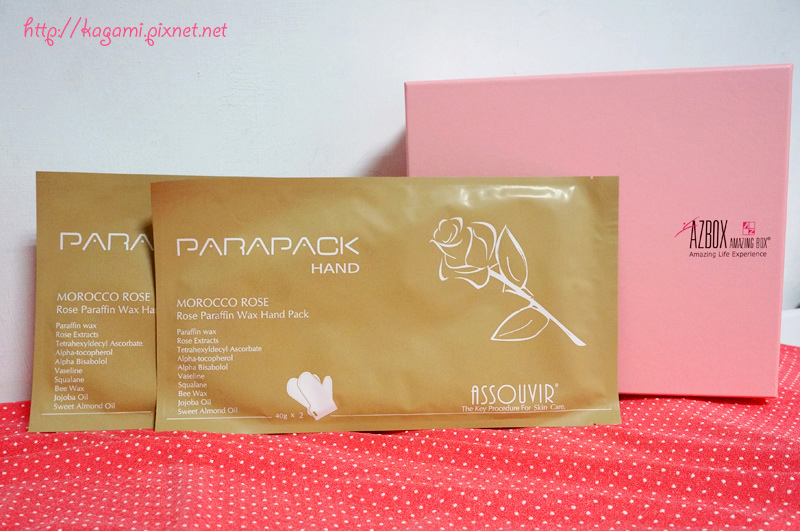 http://kagami.pixnet.net
PARAPACK
HAND
MOROCCO ROSE
Rose Paraffin Wax Hand Pack
Paraffin wax
Rose Extracts
Tetrahexyldecyl Ascorbate
Alpha-tocopherol
Alpha Bisabolol
Vaseline
Squalane
Bee Wax
Jojoba Oil
Sweet Almond Oil
40g x 2
ASSOUVIR®
The Key Procedure For Skin Care.
PARAPACK
MOROCCO ROSE
Rose Paraffin Wax Ha
Paraffin wax
Rose Extracts
Tetrahexyldecyl Ascorbate
Alpha-tocopherol
Alpha Bisabolol
Vaseline
Squalane
Bee Wax
Jojoba Oil
Sweet Almond Oil
AZBOX AMAZING BOX®
Amazing Life Experience